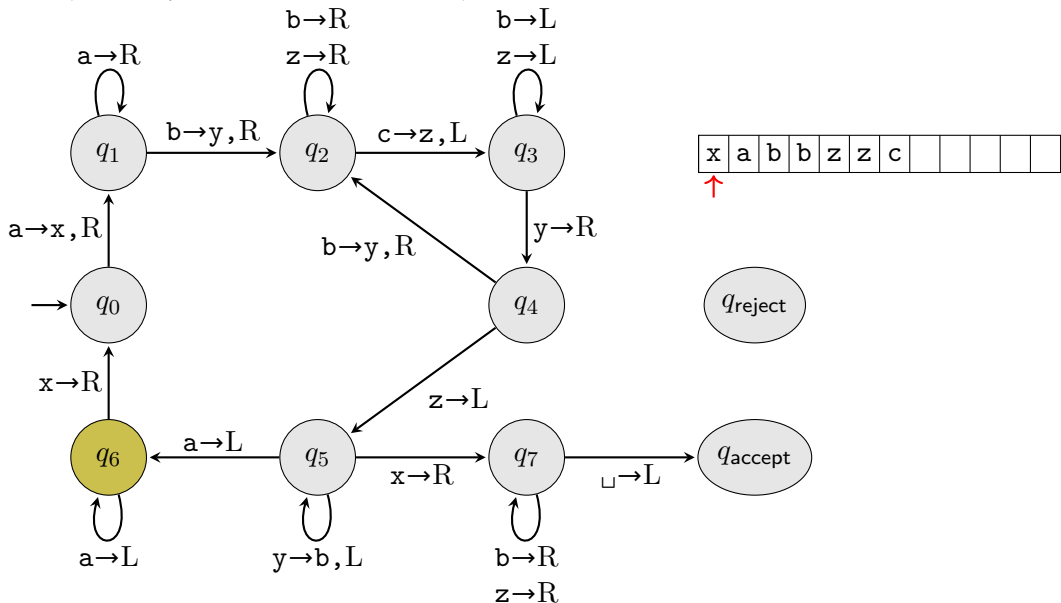 b→R b→L
a→R z→R z→L
q1 b→y,R q2 c→z,L q3 x a b b z z c
a→x,R b→y,R y→R
q0 q4 qreject
x→R z→L
q6 a→L q5 x→R q7 ␣→L qaccept
a→L y→b,L b→R
z→R